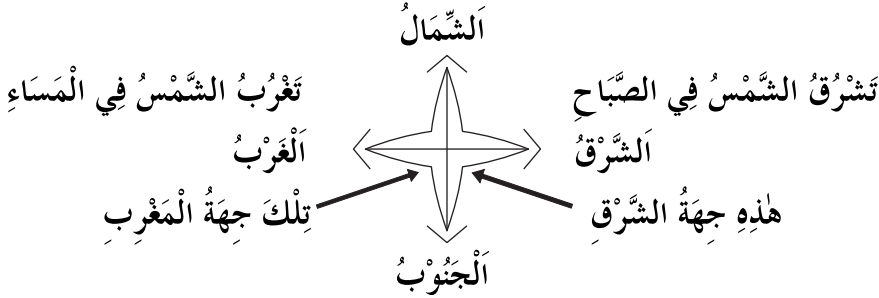 اَلشِّمَالُ
تَشْرُقُ الشَّمْسُ فِي الصَّبَاحِ
تَغْرُبُ الشَّمْسُ فِي الْمَسَاءِ
اَلشَّرْقُ
اَلْغَرْبُ
هٰذِهِ جِهَةُ الشَّرْقِ
تِلْكَ جِهَةُ الْمَغْرِبِ
اَلْجَنُوْبُ